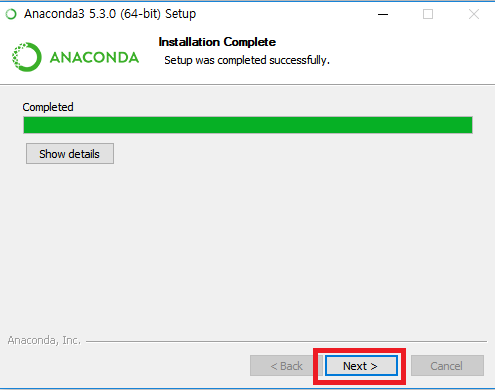 Anaconda3 5.3.0 (64-bit) Setup
ANACONDA
Installation Complete
Setup was completed successfully.
Completed
Show details
Anaconda, Inc.
< Back
Next >
Cancel